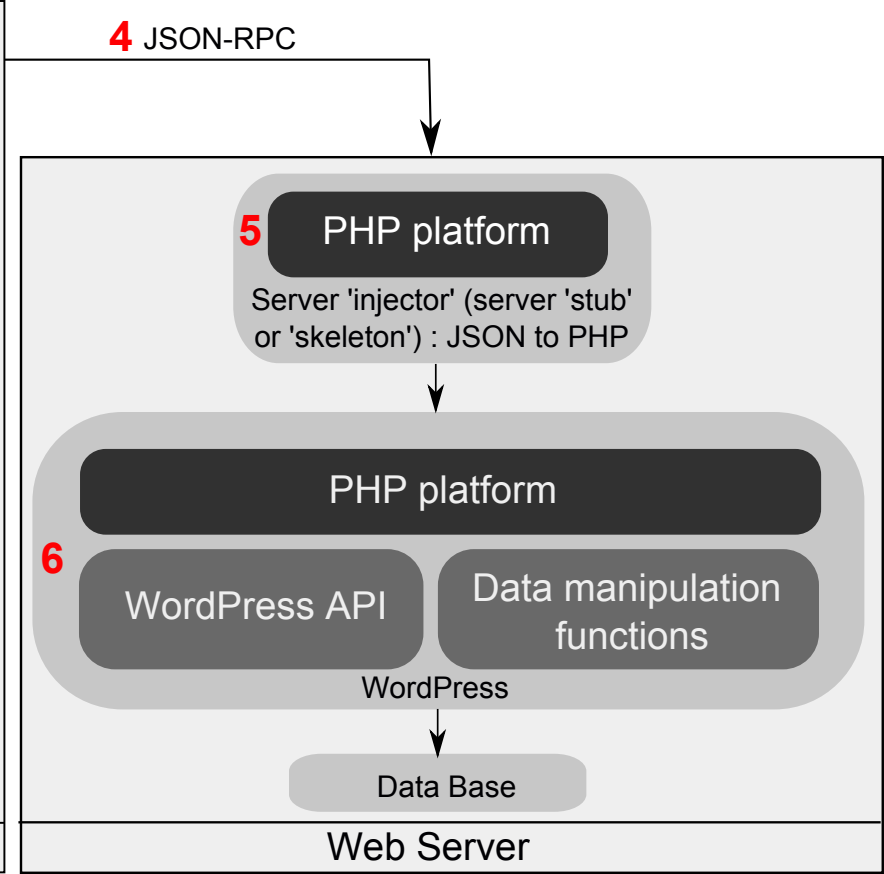 4 JSON-RPC
5 PHP platform
Server 'injector' (server 'stub'
or 'skeleton') : JSON to PHP
PHP platform
6
WordPress API
Data manipulation
functions
WordPress
Data Base
Web Server